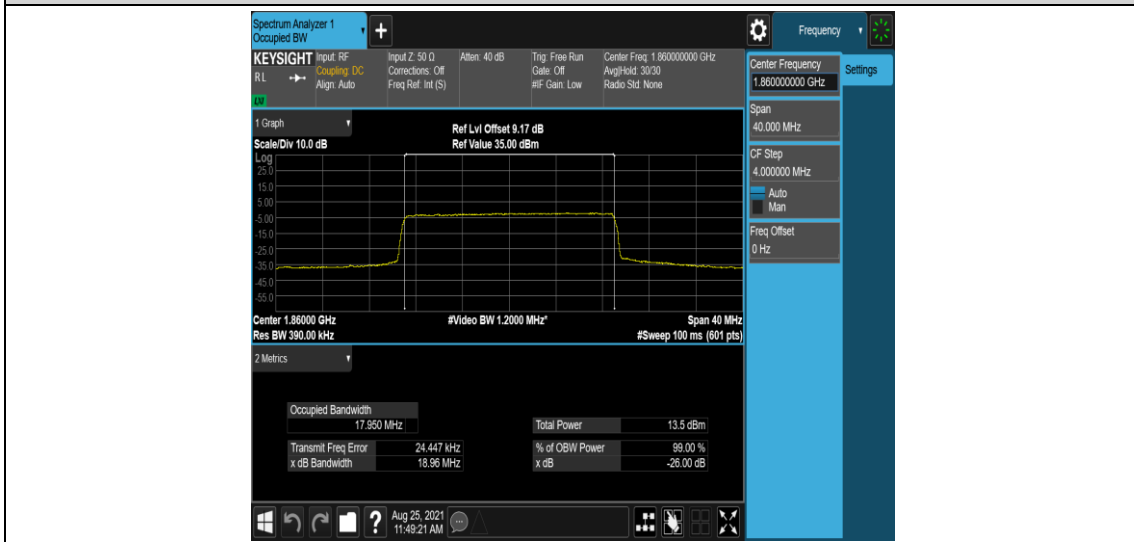 Spectrum Analyzer 1
Occupied BW
+
Frequency
KEYSIGHT
RL
LXI
Input: RF
Coupling: DC
Align: Auto
Input Z: 50 Ω
Corrections: Off
Freq Ref: Int (S)
Atten: 40 dB
Trig: Free Run
Gate: Off
#IF Gain: Low
Center Freq: 1.860000000 GHz
Avg|Hold: 30/30
Radio Std: None
Center Frequency
1.860000000 GHz
Settings
Span
40.000 MHz
CF Step
4.000000 MHz
Auto
Man
Freq Offset
0 Hz
1 Graph
Ref Lvl Offset 9.17 dB
Scale/Div 10.0 dB
Ref Value 35.00 dBm
Log
25.0
15.0
5.00
-5.00
-15.0
-25.0
-35.0
-45.0
-55.0
Center 1.86000 GHz
#Video BW 1.2000 MHz*
Span 40 MHz
Res BW 390.00 kHz
#Sweep 100 ms (601 pts)
2 Metrics
Occupied Bandwidth
17.950 MHz
Total Power 13.5 dBm
Transmit Freq Error 24.447 kHz
% of OBW Power 99.00 %
x dB Bandwidth 18.96 MHz
x dB -26.00 dB
?
Aug 25, 2021
11:49:21 AM